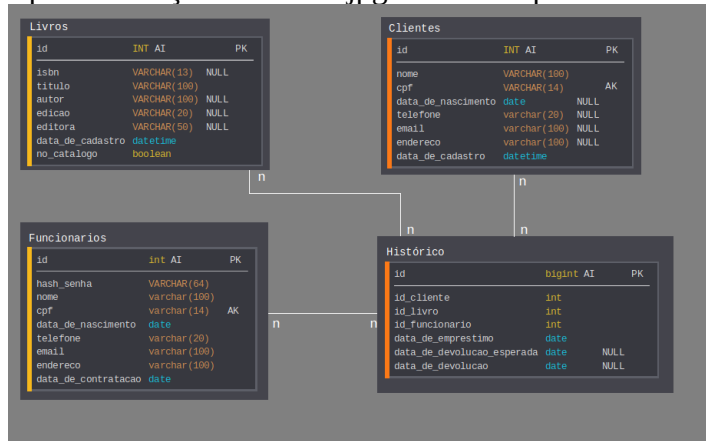 Livros
id INT AI PK
isbn VARCHAR(13) NULL
titulo VARCHAR(100)
autor VARCHAR(100) NULL
edicao VARCHAR(20) NULL
editora VARCHAR(50) NULL
data_de_cadastro datetime
no_catalogo boolean
n
Clientes
id INT AI PK
nome VARCHAR(100)
cpf VARCHAR(14) AK
data_de_nascimento date NULL
telefone varchar(20) NULL
email varchar(100) NULL
endereco varchar(100) NULL
data_de_cadastro datetime
n
Funcionarios
id int AI PK
hash_senha VARCHAR(64)
nome varchar(100)
cpf varchar(14) AK
data_de_nascimento date
telefone varchar(20)
email varchar(100)
endereco varchar(100)
data_de_contratacao date
n
n
n
n
Histórico
id bigint AI PK
id_cliente int
id_livro int
id_funcionario int
data_de_emprestimo date
data_de_devolucao_esperada date NULL
data_de_devolucao date NULL